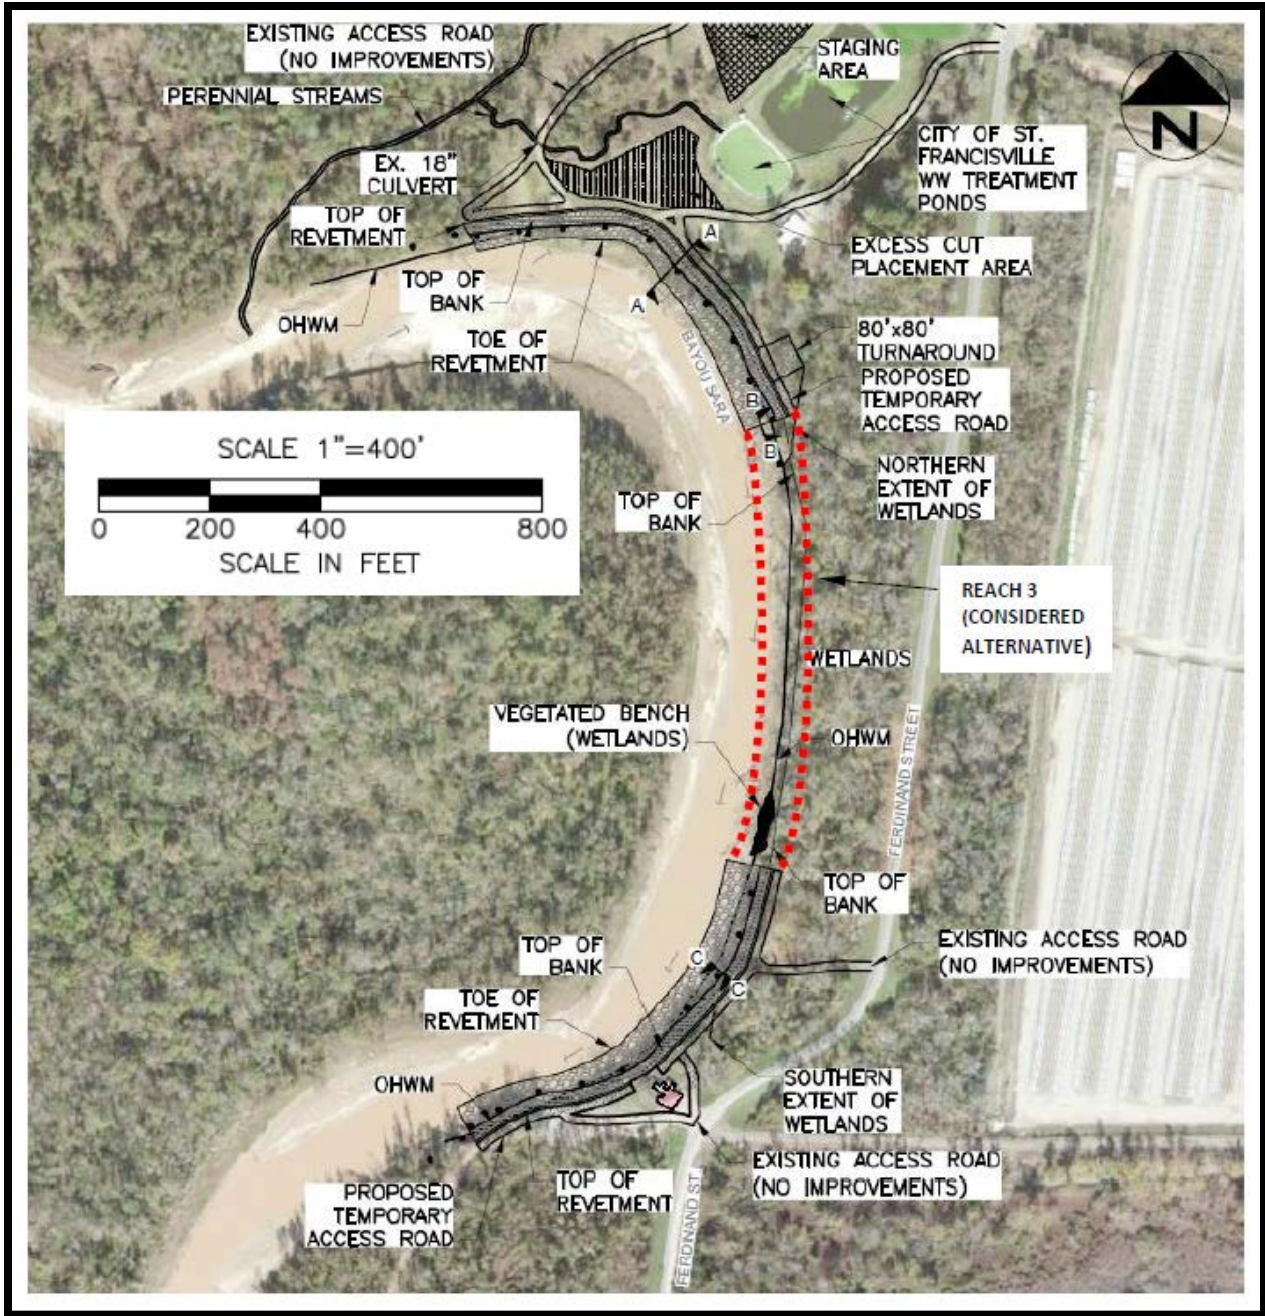 EXISTING ACCESS ROAD
(NO IMPROVEMENTS)
STAGING
AREA
PERENNIAL STREAMS
N
CITY OF ST.
FRANCISVILLE
WW TREATMENT
PONDS
EX. 18"
CULVERT
TOP OF
REVETMENT
A
EXCESS CUT
PLACEMENT AREA
TOP OF
BANK
A
OHWM
TOE OF
REVETMENT
BAYOU SARA
80'x80'
TURNAROUND
PROPOSED
TEMPORARY
ACCESS ROAD
B
B
SCALE 1"=400'
0 200 400 800
SCALE IN FEET
NORTHERN
EXTENT OF
WETLANDS
TOP OF
BANK
REACH 3
(CONSIDERED
ALTERNATIVE)
WETLANDS
VEGETATED BENCH
(WETLANDS)
OHWM
FERDINAND STREET
TOP OF
BANK
EXISTING ACCESS ROAD
(NO IMPROVEMENTS)
TOP OF
BANK
C
C
TOE OF
REVETMENT
OHWM
SOUTHERN
EXTENT OF
WETLANDS
EXISTING ACCESS ROAD
(NO IMPROVEMENTS)
TOP OF
REVETMENT
PROPOSED
TEMPORARY
ACCESS ROAD
FERDINAND ST